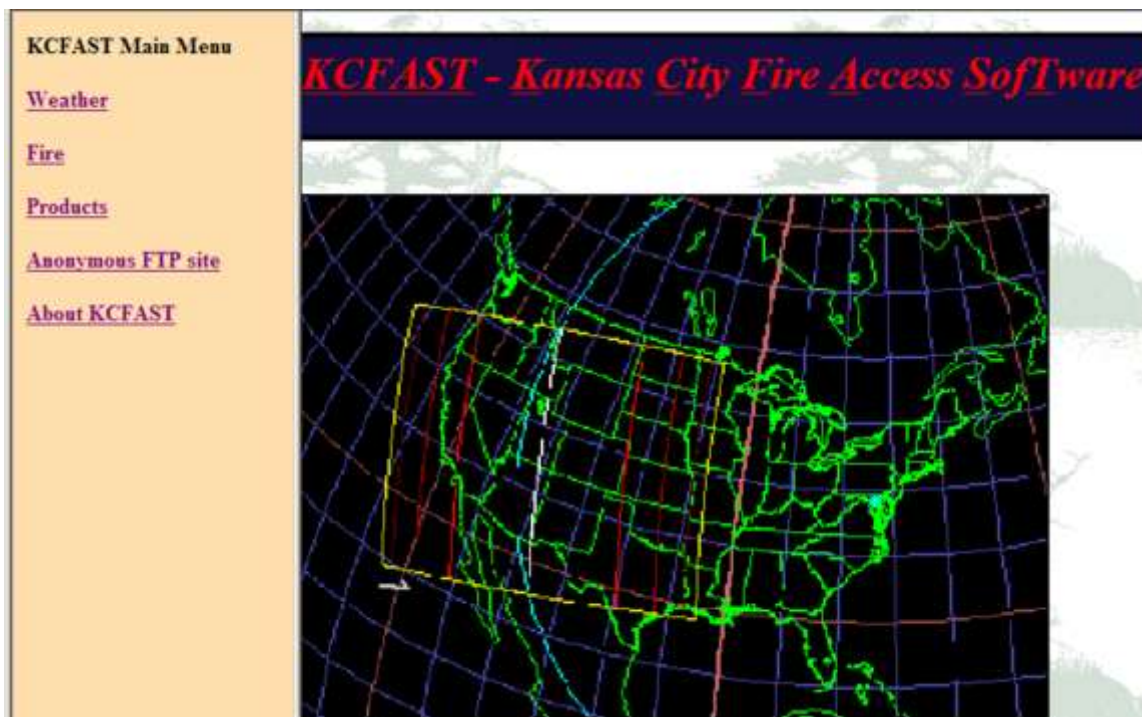 KCFAST Main Menu
Weather
Fire
Products
Anonymous FTP site
About KCFAST
KCFAST - Kansas City Fire Access SofTware